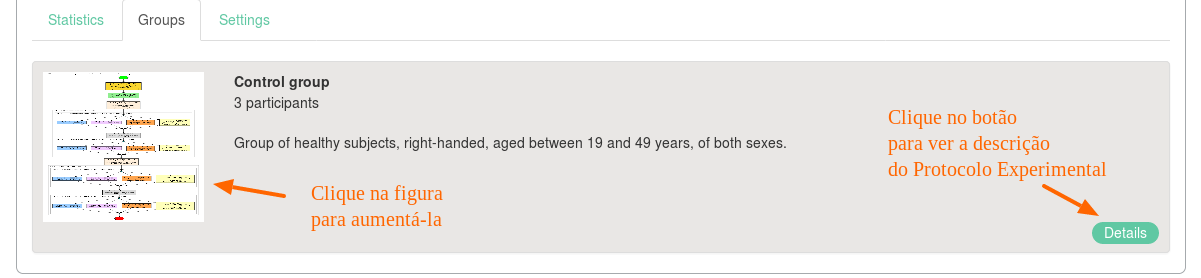 Statistics Groups Settings
Control group
3 participants
Group of healthy subjects, right-handed, aged between 19 and 49 years, of both sexes.
Clique no botão
para ver a descrição
do Protocolo Experimental
Clique na figura
para aumentá-la
Details